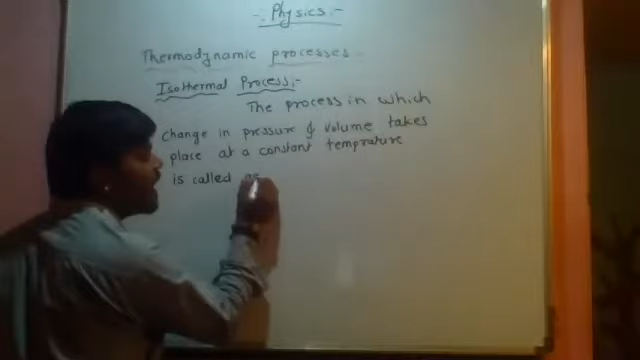 -: Physics :-
Thermodynamic processes
Isothermal Process:-
The process in which
change in pressure & volume takes
place at a constant temprature
is called as